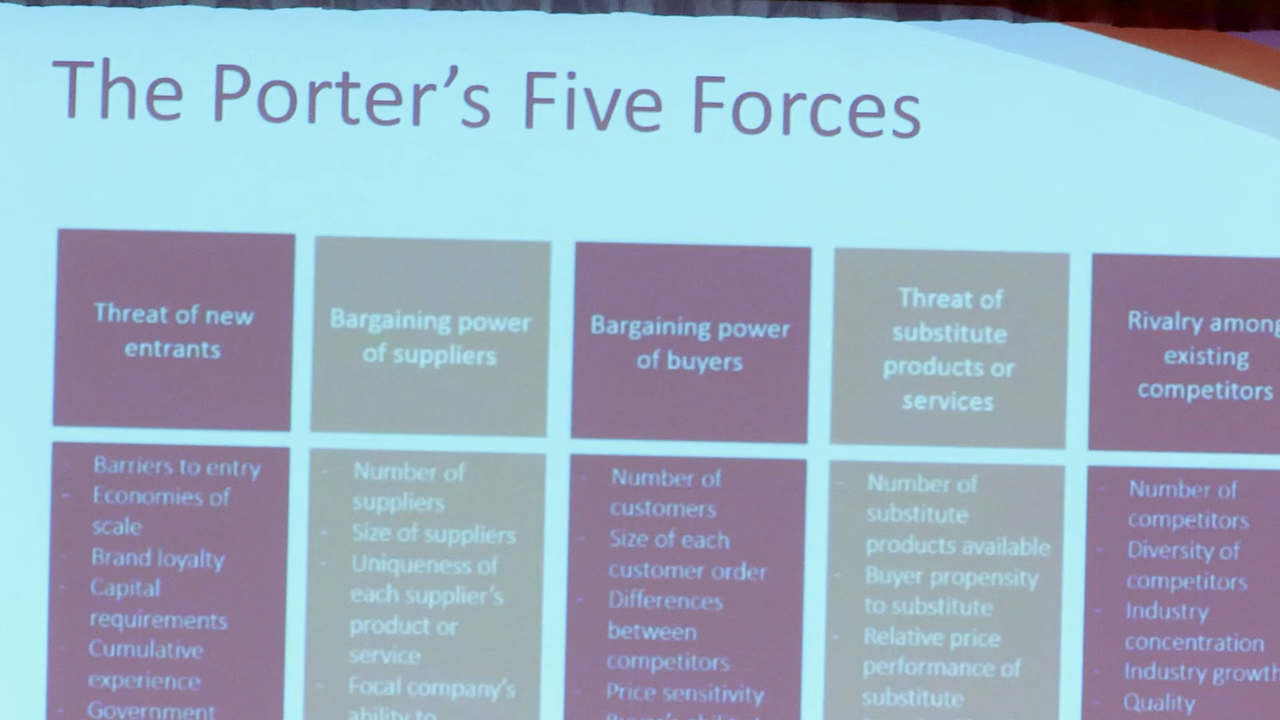 The Porter's Five Forces
Threat of new
entrants
Bargaining power
of suppliers
Bargaining power
of buyers
Threat of
substitute
products or
services
Rivalry among
existing
competitors
- Barriers to entry
- Economies of
scale
- Brand loyalty
- Capital
requirements
- Cumulative
experience
- Government
- Number of
suppliers
- Size of suppliers
- Uniqueness of
each supplier's
product or
service
- Focal company's
ability to
- Number of
customers
- Size of each
customer order
- Differences
between
competitors
- Price sensitivity
- Number of
substitute
products available
- Buyer propensity
to substitute
- Relative price
performance of
substitute
- Number of
competitors
- Diversity of
competitors
- Industry
concentration
- Industry growth
- Quality